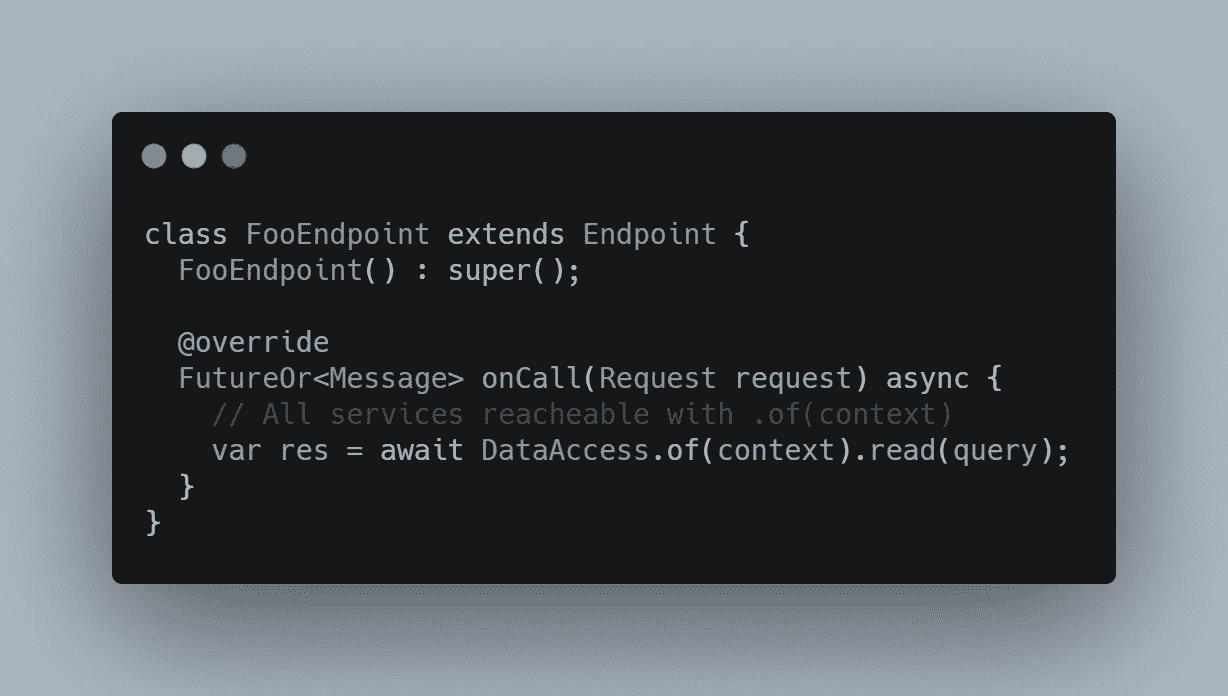 class FooEndpoint extends Endpoint {
  FooEndpoint() : super();

  @override
  FutureOr<Message> onCall(Request request) async {
    // All services reacheable with .of(context)
    var res = await DataAccess.of(context).read(query);
  }
}